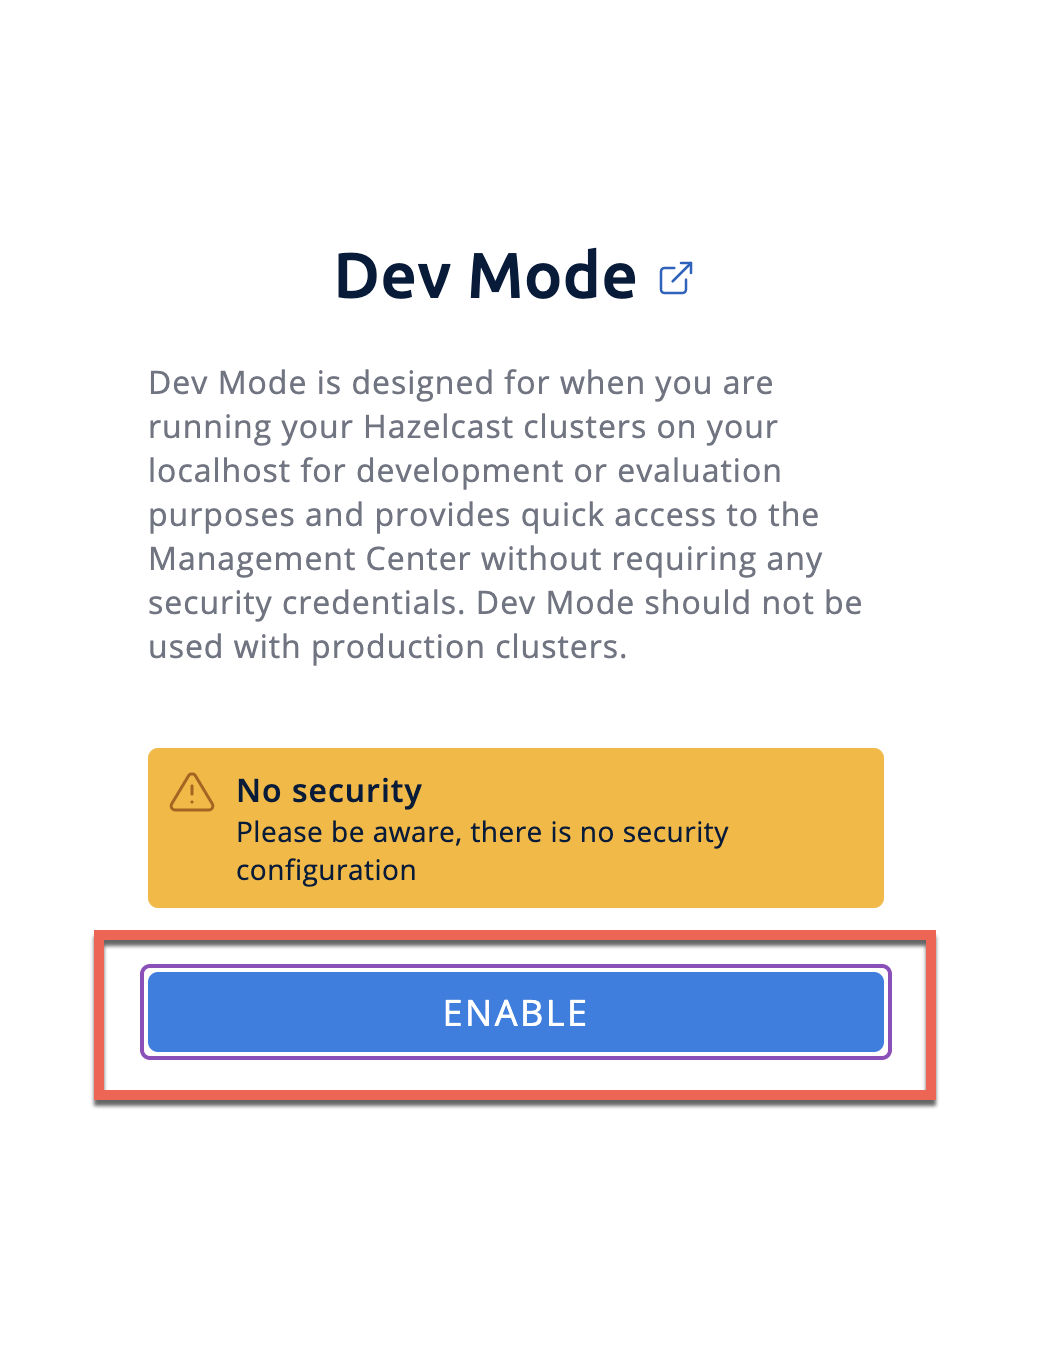 Dev Mode
Dev Mode is designed for when you are
running your Hazelcast clusters on your
localhost for development or evaluation
purposes and provides quick access to the
Management Center without requiring any
security credentials. Dev Mode should not be
used with production clusters.
No security
Please be aware, there is no security
configuration
ENABLE